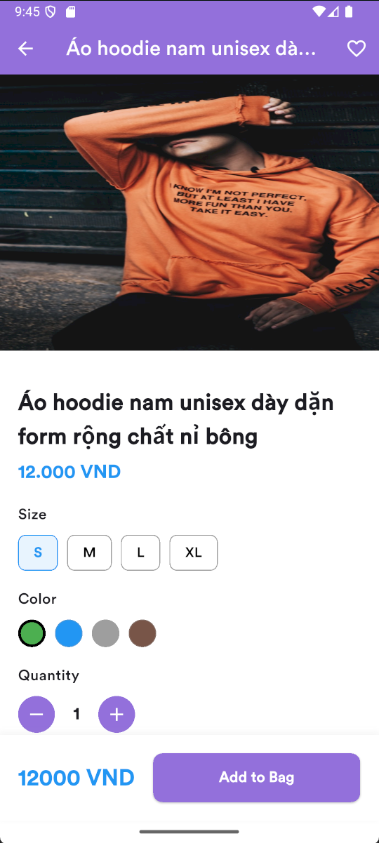 9:45
Áo hoodie nam unisex dà...
I KNOW I'M NOT PERFECT,
BUT AT LEAST I HAVE
MORE FUN THAN YOU.
TAKE IT EASY.
Áo hoodie nam unisex dày dặn
form rộng chất nỉ bông
12.000 VND
Size
S M L XL
Color
Quantity
1
12000 VND Add to Bag